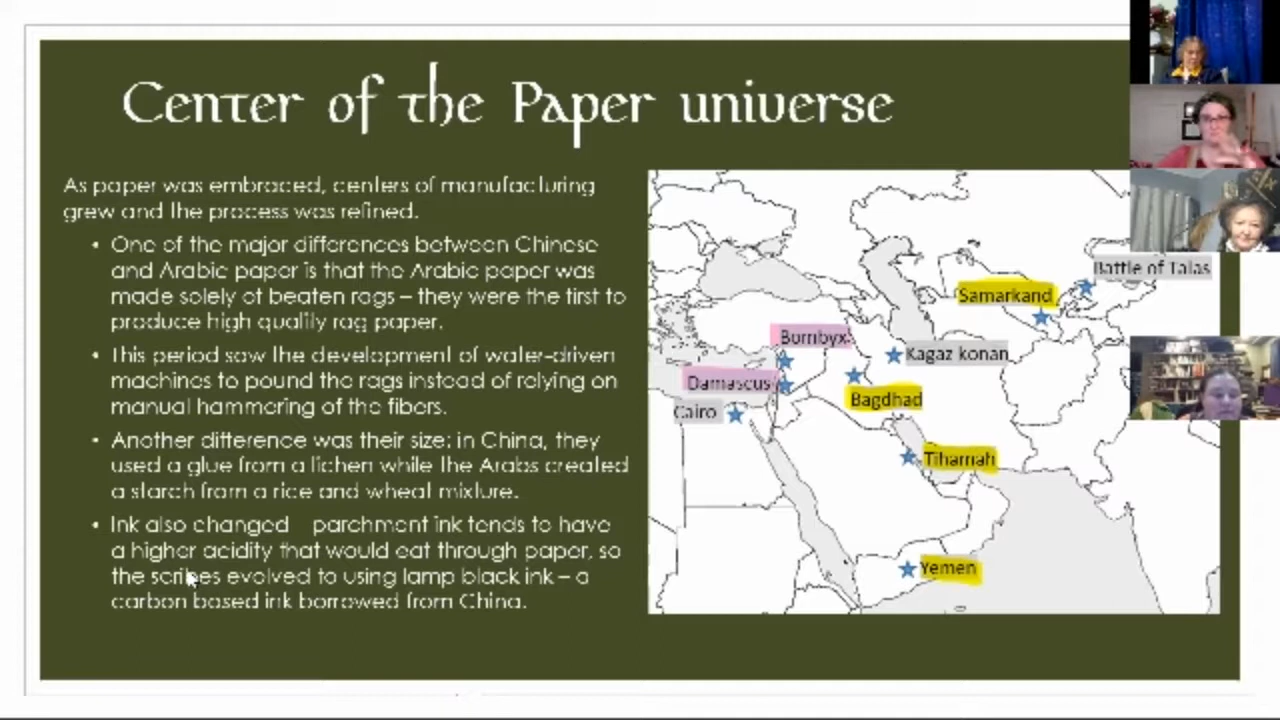 Center of the Paper universe
As paper was embraced, centers of manufacturing
grew and the process was refined.
• One of the major differences between Chinese
and Arabic paper is that the Arabic paper was
made solely of beaten rags – they were the first to
produce high quality rag paper.
• This period saw the development of water-driven
machines to pound the rags instead of relying on
manual hammering of the fibers.
• Another difference was their size: in China, they
used a glue from a lichen while the Arabs created
a starch from a rice and wheat mixture.
• Ink also changed – parchment ink tends to have
a higher acidity that would eat through paper, so
the scribes evolved to using lamp black ink – a
carbon based ink borrowed from China.
Battle of Talas
Samarkand
Bombyx
Kagaz konan
Damascus
Bagdhad
Cairo
Tihamah
Yemen